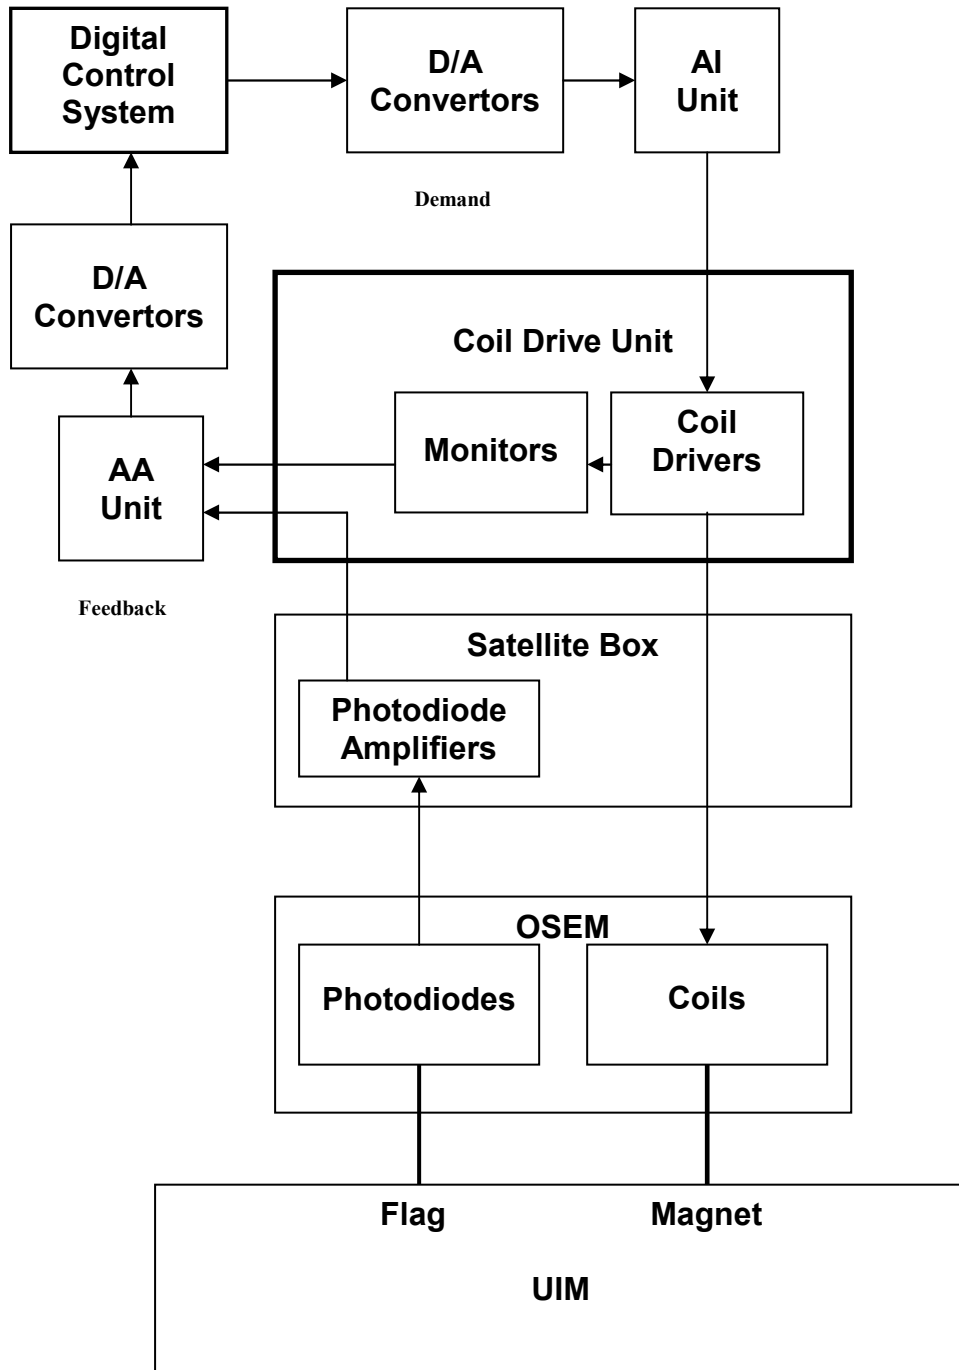 Digital
Control
System
D/A
Convertors
AI
Unit
Demand
D/A
Convertors
Coil Drive Unit
Monitors
Coil
Drivers
AA
Unit
Feedback
Satellite Box
Photodiode
Amplifiers
OSEM
Photodiodes
Coils
Flag
Magnet
UIM